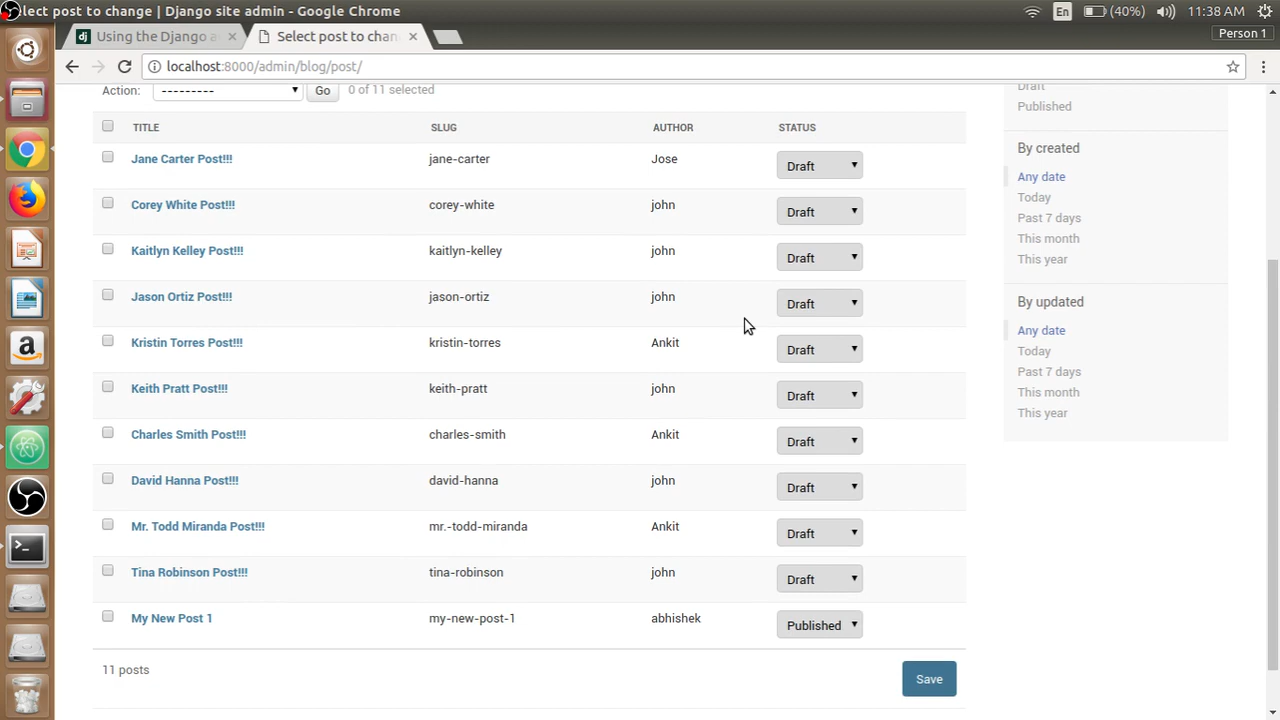 lect post to change | Django site admin - Google Chrome
En (40%) 11:38 AM
Using the Django a
Select post to chan
Person 1
localhost:8000/admin/blog/post/
Action: --------- Go 0 of 11 selected
TITLE SLUG AUTHOR STATUS
Jane Carter Post!!! jane-carter Jose Draft
Corey White Post!!! corey-white john Draft
Kaitlyn Kelley Post!!! kaitlyn-kelley john Draft
Jason Ortiz Post!!! jason-ortiz john Draft
Kristin Torres Post!!! kristin-torres Ankit Draft
Keith Pratt Post!!! keith-pratt john Draft
Charles Smith Post!!! charles-smith Ankit Draft
David Hanna Post!!! david-hanna john Draft
Mr. Todd Miranda Post!!! mr.-todd-miranda Ankit Draft
Tina Robinson Post!!! tina-robinson john Draft
My New Post 1 my-new-post-1 abhishek Published
11 posts
Save
Draft
Published
By created
Any date
Today
Past 7 days
This month
This year
By updated
Any date
Today
Past 7 days
This month
This year